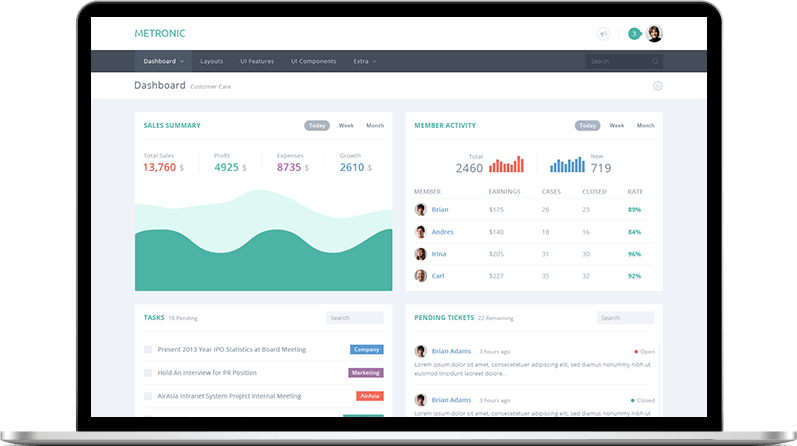 METRONIC
3
Dashboard Layouts UI Features UI Components Extra
Search
Dashboard Customer Care
SALES SUMMARY Today Week Month
Total Sales Profit Expenses Growth
13,760 $ 4925 $ 8735 $ 2610 $
MEMBER ACTIVITY Today Week Month
Total New
2460 719
MEMBER EARNINGS CASES CLOSED RATE
Brian $175 26 23 89%
Andres $140 18 16 84%
Irina $205 31 30 96%
Carl $227 35 32 92%
TASKS 16 Pending Search
Present 2013 Year IPO Statistics at Board Meeting Company
Hold An Interview for PR Position Marketing
AirAsia Intranet System Project Internal Meeting AirAsia
PENDING TICKETS 22 Remaining Search
Brian Adams 3 hours ago Open
Lorem ipsum dolor sit amet, consectetuer adipiscing elit, sed diamus nonummy nibh ut
euismod tincidunt laoreet dolore...
Brian Adams 3 hours ago Closed
Lorem ipsum dolor sit amet, consectetuer adipiscing elit, sed diamus nonummy nibh ut